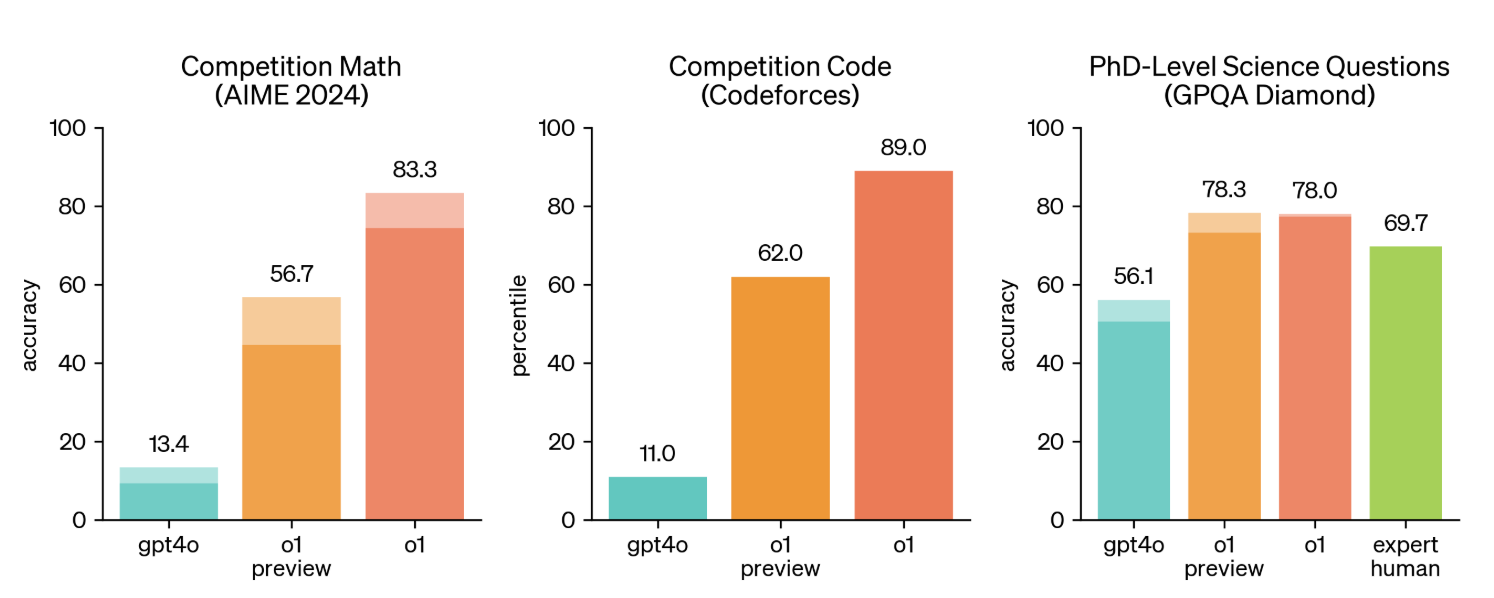 Competition Math
(AIME 2024)
100
80
60
40
20
0
accuracy
13.4
56.7
83.3
gpt4o
o1
preview
o1
Competition Code
(Codeforces)
100
80
60
40
20
0
percentile
11.0
62.0
89.0
gpt4o
o1
preview
o1
PhD-Level Science Questions
(GPQA Diamond)
100
80
60
40
20
0
accuracy
56.1
78.3
78.0
69.7
gpt4o
o1
preview
o1
expert
human